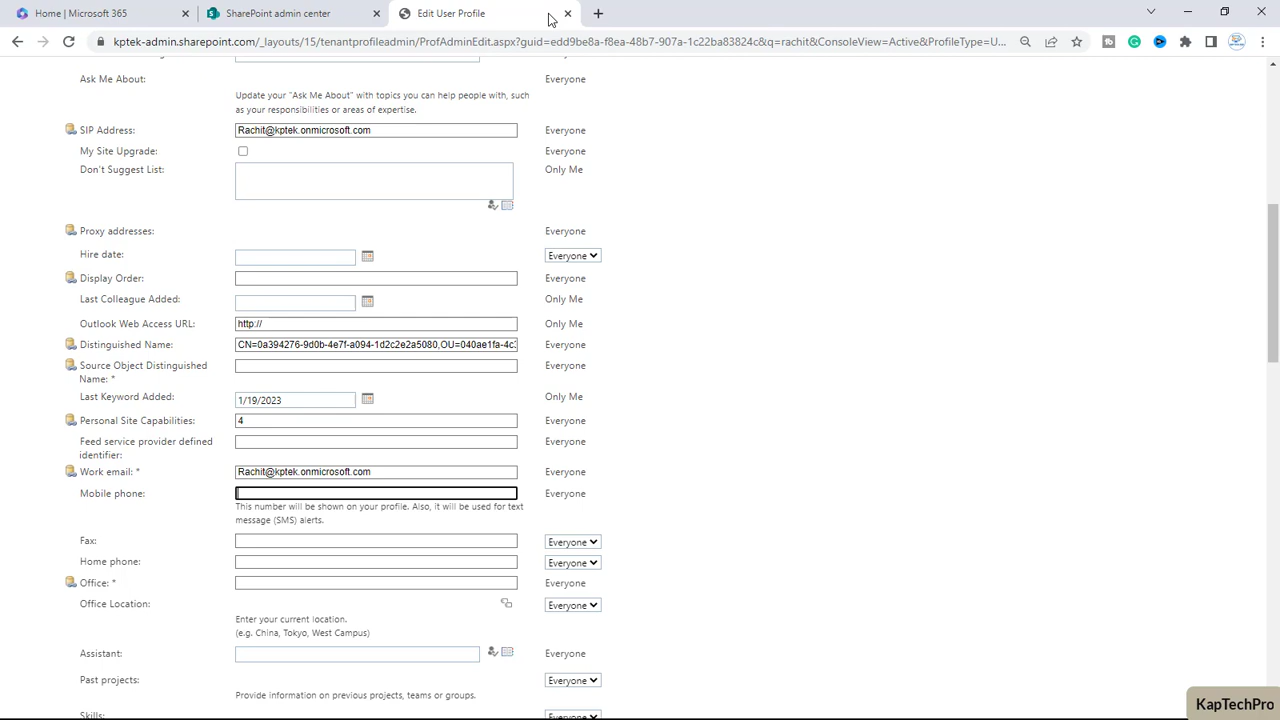 Home | Microsoft 365
SharePoint admin center
Edit User Profile
kptek-admin.sharepoint.com/_layouts/15/tenantprofileadmin/ProfAdminEdit.aspx?guid=edd9be8a-f8ea-48b7-907a-1c22ba83824c&q=rachit&ConsoleView=Active&ProfileType=U...
Ask Me About: Everyone
Update your "Ask Me About" with topics you can help people with, such
as your responsibilities or areas of expertise.
SIP Address: Rachit@kptek.onmicrosoft.com Everyone
My Site Upgrade: Everyone
Don't Suggest List: Only Me
Proxy addresses: Everyone
Hire date: Everyone
Display Order: Everyone
Last Colleague Added: Only Me
Outlook Web Access URL: http:// Only Me
Distinguished Name: CN=0a394276-9d0b-4e7f-a094-1d2c2e2a5080,OU=040ae1fa-4c Everyone
Source Object Distinguished Everyone
Name: *
Last Keyword Added: 1/19/2023 Only Me
Personal Site Capabilities: 4 Everyone
Feed service provider defined Everyone
identifier:
Work email: * Rachit@kptek.onmicrosoft.com Everyone
Mobile phone: Everyone
This number will be shown on your profile. Also, it will be used for text
message (SMS) alerts.
Fax: Everyone
Home phone: Everyone
Office: * Everyone
Office Location: Everyone
Enter your current location.
(e.g. China, Tokyo, West Campus)
Assistant: Everyone
Past projects: Everyone
Provide information on previous projects, teams or groups.
Skills: Everyone
KapTechPro